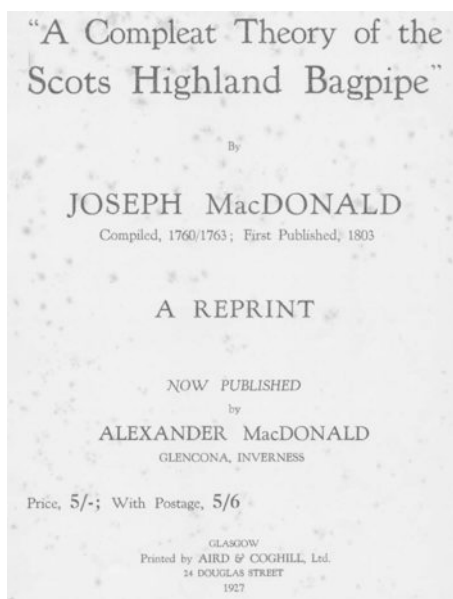 “A Compleat Theory of the
Scots Highland Bagpipe”
By
JOSEPH MacDONALD
Compiled, 1760/1763; First Published, 1803
A REPRINT
NOW PUBLISHED
by
ALEXANDER MacDONALD
GLENCONA, INVERNESS
Price, 5/-; With Postage, 5/6
GLASGOW
Printed by AIRD & COGHILL, Ltd.
24 DOUGLAS STREET
1927